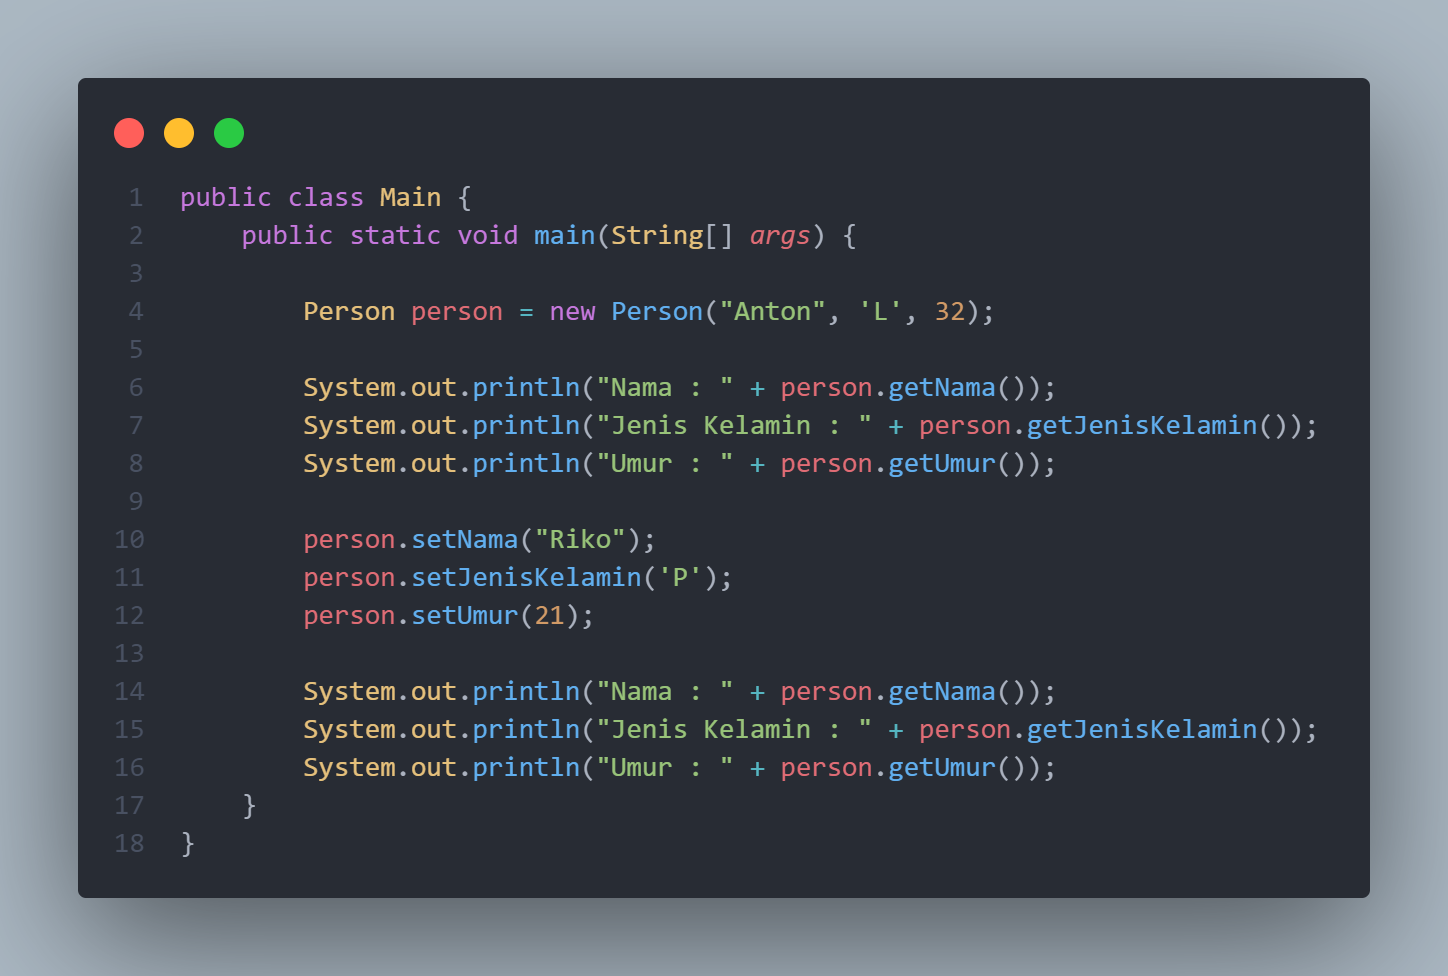 1 public class Main {
2     public static void main(String[] args) {
3
4         Person person = new Person("Anton", 'L', 32);
5
6         System.out.println("Nama : " + person.getNama());
7         System.out.println("Jenis Kelamin : " + person.getJenisKelamin());
8         System.out.println("Umur : " + person.getUmur());
9
10         person.setNama("Riko");
11         person.setJenisKelamin('P');
12         person.setUmur(21);
13
14         System.out.println("Nama : " + person.getNama());
15         System.out.println("Jenis Kelamin : " + person.getJenisKelamin());
16         System.out.println("Umur : " + person.getUmur());
17     }
18 }